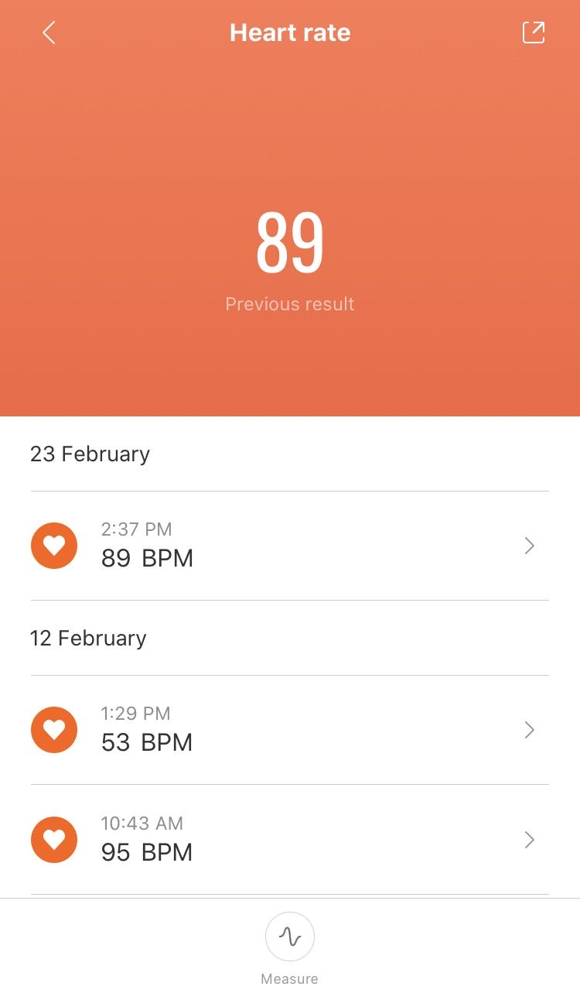 Heart rate
89
Previous result
23 February
2:37 PM
89 BPM
12 February
1:29 PM
53 BPM
10:43 AM
95 BPM
Measure